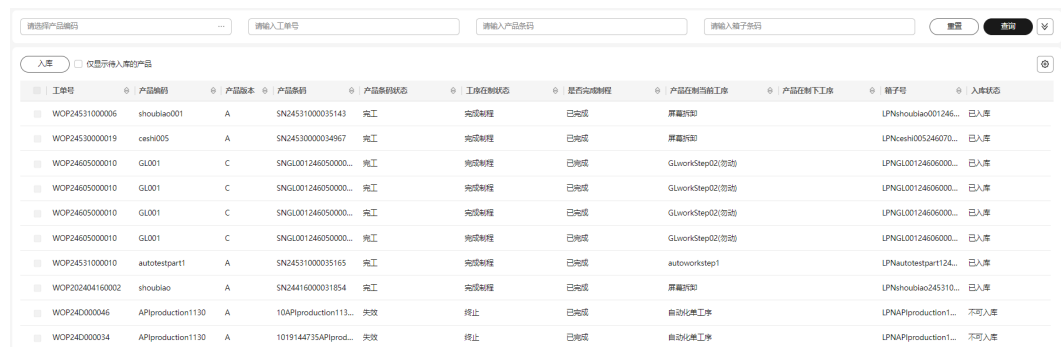 请选择产品编码 ... 请输入工单号 请输入产品条码 请输入箱子条码 重置 查询
入库 仅显示待入库的产品
工单号 产品编码 产品版本 产品条码 产品条码状态 工序在制状态 是否完成制程 产品在制当前工序 产品在制下工序 箱子号 入库状态
WOP24531000006 shoubiao001 A SN24531000035143 完工 完成制程 已完成 屏幕拆卸 LPNshoubiao001246... 已入库
WOP24530000019 ceshi005 A SN24530000034967 完工 完成制程 已完成 屏幕拆卸 LPNceshi005246070... 已入库
WOP24605000010 GL001 C SNGL001246050000... 完工 完成制程 已完成 GLworkStep02(勿动) LPNGL00124606000... 已入库
WOP24605000010 GL001 C SNGL001246050000... 完工 完成制程 已完成 GLworkStep02(勿动) LPNGL00124606000... 已入库
WOP24605000010 GL001 C SNGL001246050000... 完工 完成制程 已完成 GLworkStep02(勿动) LPNGL00124606000... 已入库
WOP24605000010 GL001 C SNGL001246050000... 完工 完成制程 已完成 GLworkStep02(勿动) LPNGL00124606000... 已入库
WOP24531000010 autotestpart1 A SN24531000035165 完工 完成制程 已完成 autoworkstep1 LPNautotestpart124... 已入库
WOP202404160002 shoubiao A SN24416000031854 完工 完成制程 已完成 屏幕拆卸 LPNshoubiao245310... 已入库
WOP24D000046 APIproduction1130 A 10APIproduction113... 失效 终止 已完成 自动化单工序 LPNAPIproduction1... 不可入库
WOP24D000034 APIproduction1130 A 1019144735APIprod... 失效 终止 已完成 自动化单工序 LPNAPIproduction1... 不可入库